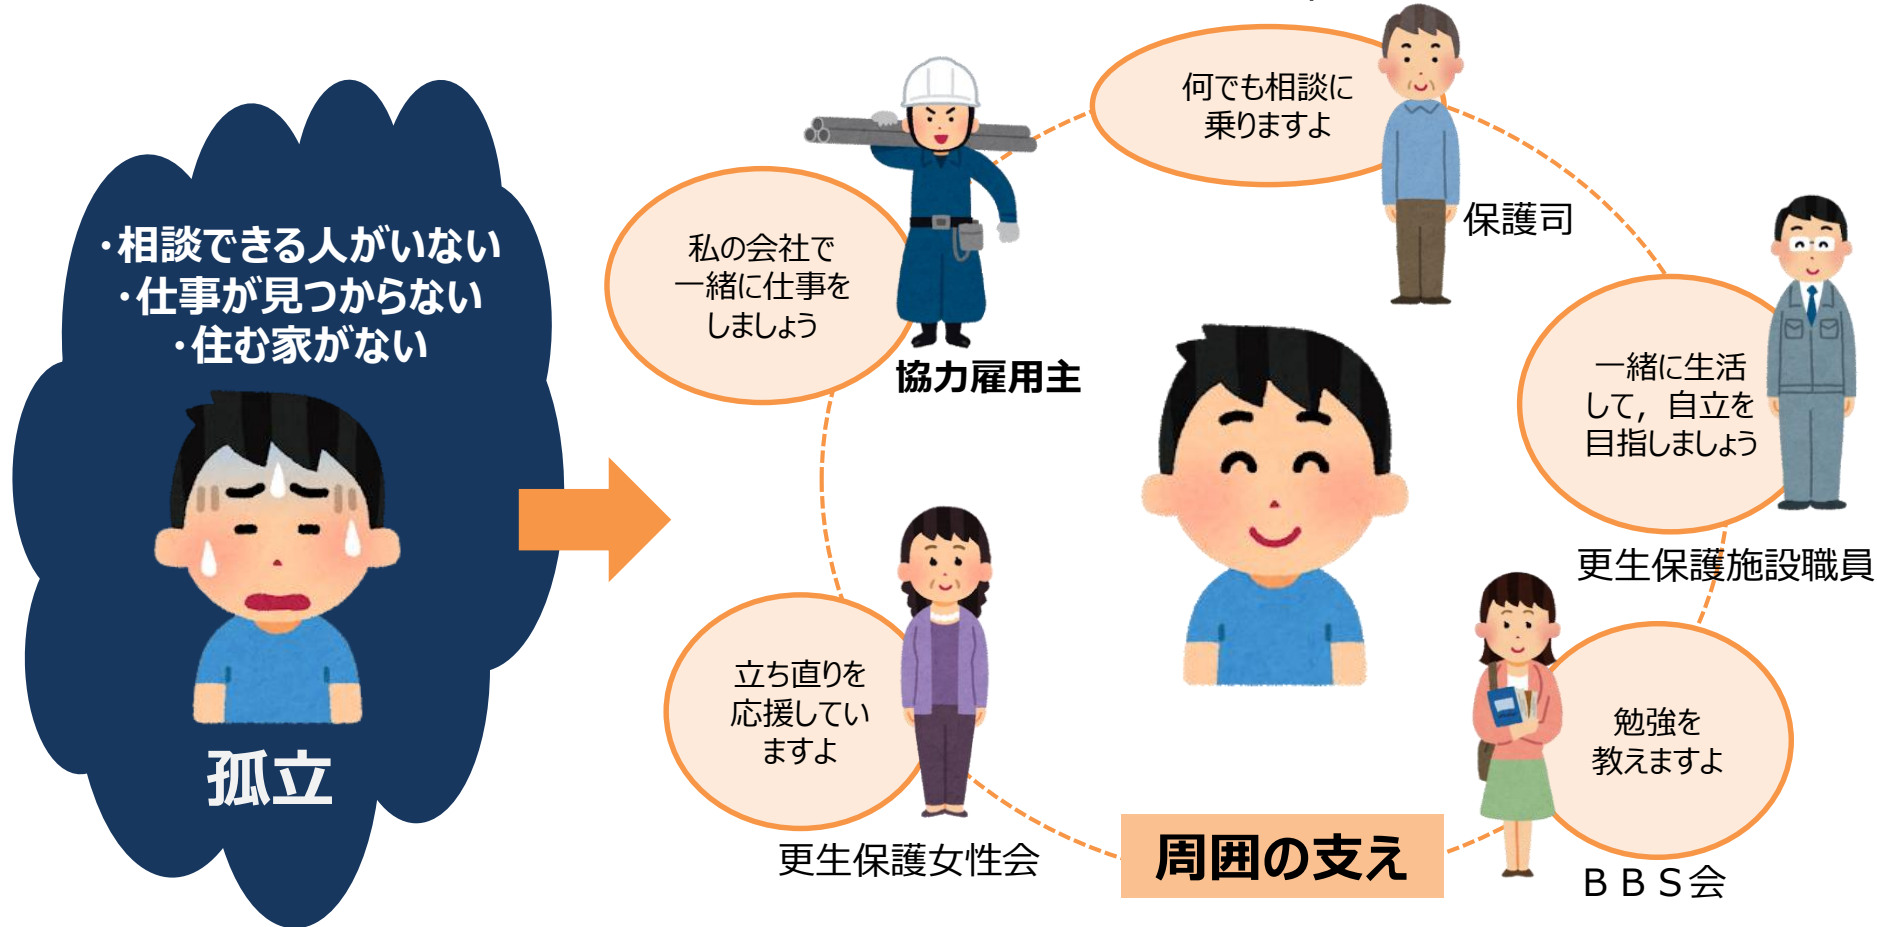 ・相談できる人がいない
・仕事が見つからない
・住む家がない
孤立
何でも相談に
乗りますよ
保護司
私の会社で
一緒に仕事を
しましょう
協力雇用主
一緒に生活
して，自立を
目指しましょう
更生保護施設職員
立ち直りを
応援してい
ますよ
更生保護女性会
勉強を
教えますよ
ＢＢＳ会
周囲の支え